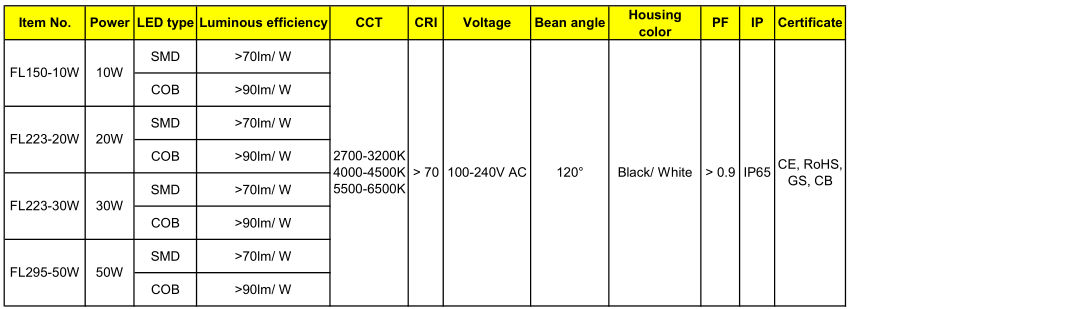 Item No. Power LED type Luminous efficiency CCT CRI Voltage Bean angle Housing color PF IP Certificate
FL150-10W 10W SMD >70lm/ W
COB >90lm/ W
FL223-20W 20W SMD >70lm/ W
COB >90lm/ W
2700-3200K
4000-4500K
5500-6500K
> 70 100-240V AC 120° Black/ White > 0.9 IP65
CE, RoHS,
GS, CB
FL223-30W 30W SMD >70lm/ W
COB >90lm/ W
FL295-50W 50W SMD >70lm/ W
COB >90lm/ W